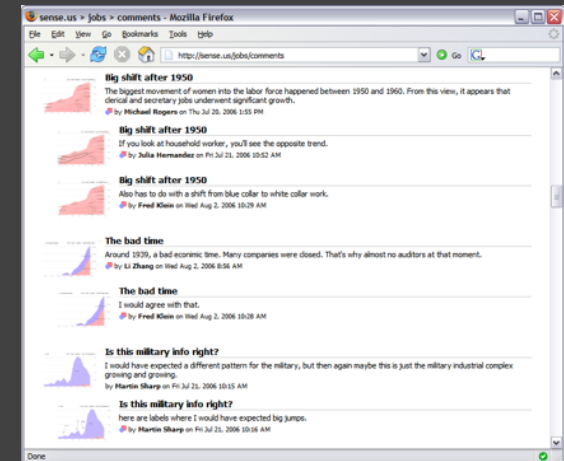 sense.us > jobs > comments - Mozilla Firefox
File Edit View Go Bookmarks Tools Help
http://sense.us/jobs/comments Go
Big shift after 1950
The biggest movement of women into the labor force happened between 1950 and 1960. From this view, it appears that
clerical and secretary jobs underwent significant growth.
by Michael Rogers on Thu Jul 20, 2006 1:55 PM
Big shift after 1950
If you look at household worker, you'll see the opposite trend.
by Julia Hernandez on Fri Jul 21, 2006 10:52 AM
Big shift after 1950
Also has to do with a shift from blue collar to white collar work.
by Fred Klein on Wed Aug 2, 2006 10:29 AM
The bad time
Around 1939, a bad econimic time. Many companies were closed. That's why almost no auditors at that moment.
by Li Zhang on Wed Aug 2, 2006 8:56 AM
The bad time
I would agree with that.
by Fred Klein on Wed Aug 2, 2006 10:28 AM
Is this military info right?
I would have expected a different pattern for the military, but then again maybe this is just the military industrial complex
growing and growing.
by Martin Sharp on Fri Jul 21, 2006 10:15 AM
Is this military info right?
here are labels where I would have expected big jumps.
by Martin Sharp on Fri Jul 21, 2006 10:16 AM
Done